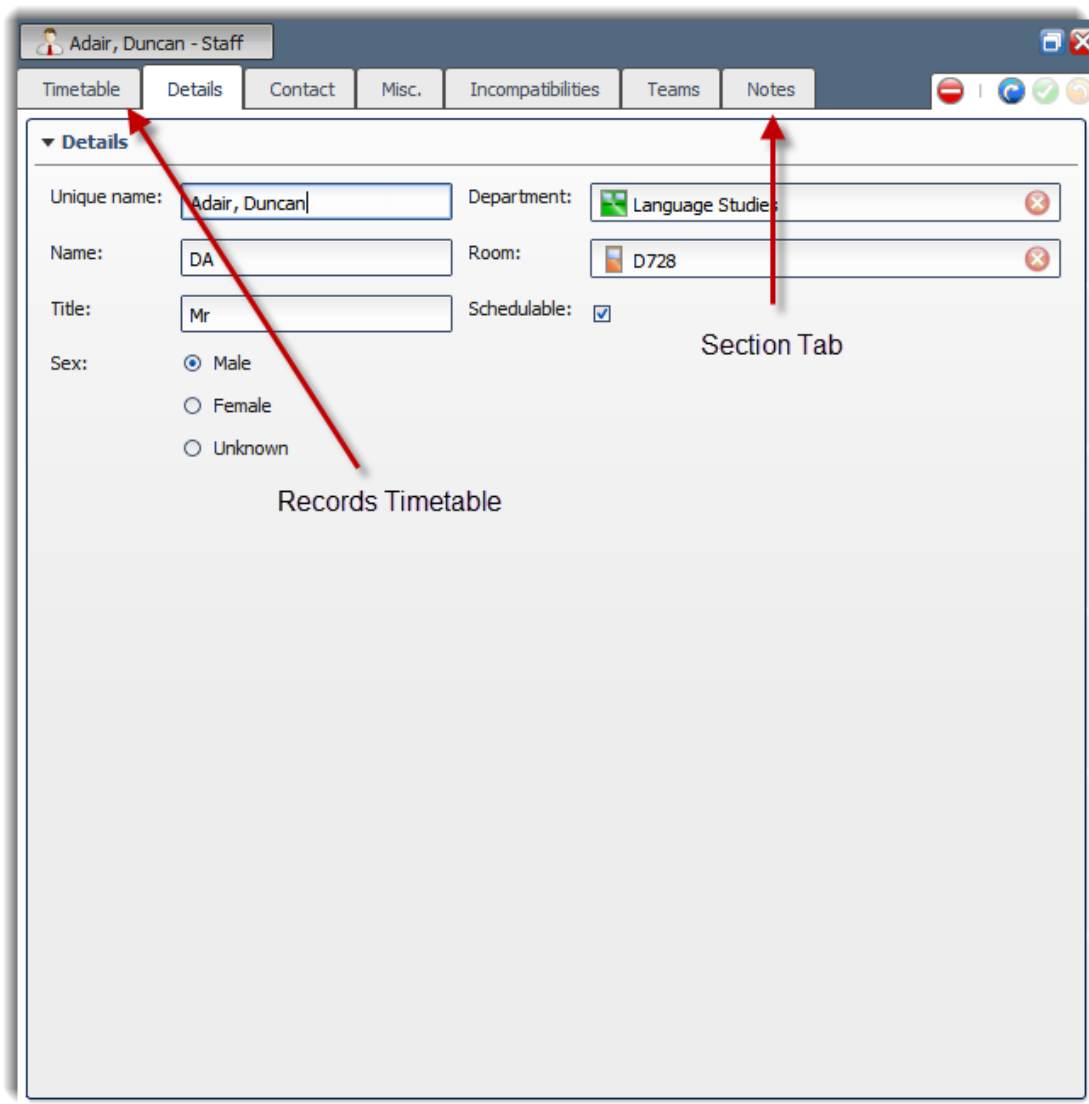 Adair, Duncan - Staff
Timetable Details Contact Misc. Incompatibilities Teams Notes
Details
Unique name: Adair, Duncan Department: Language Studies
Name: DA Room: D728
Title: Mr Schedulable:
Section Tab
Sex: Male
Female
Unknown
Records Timetable